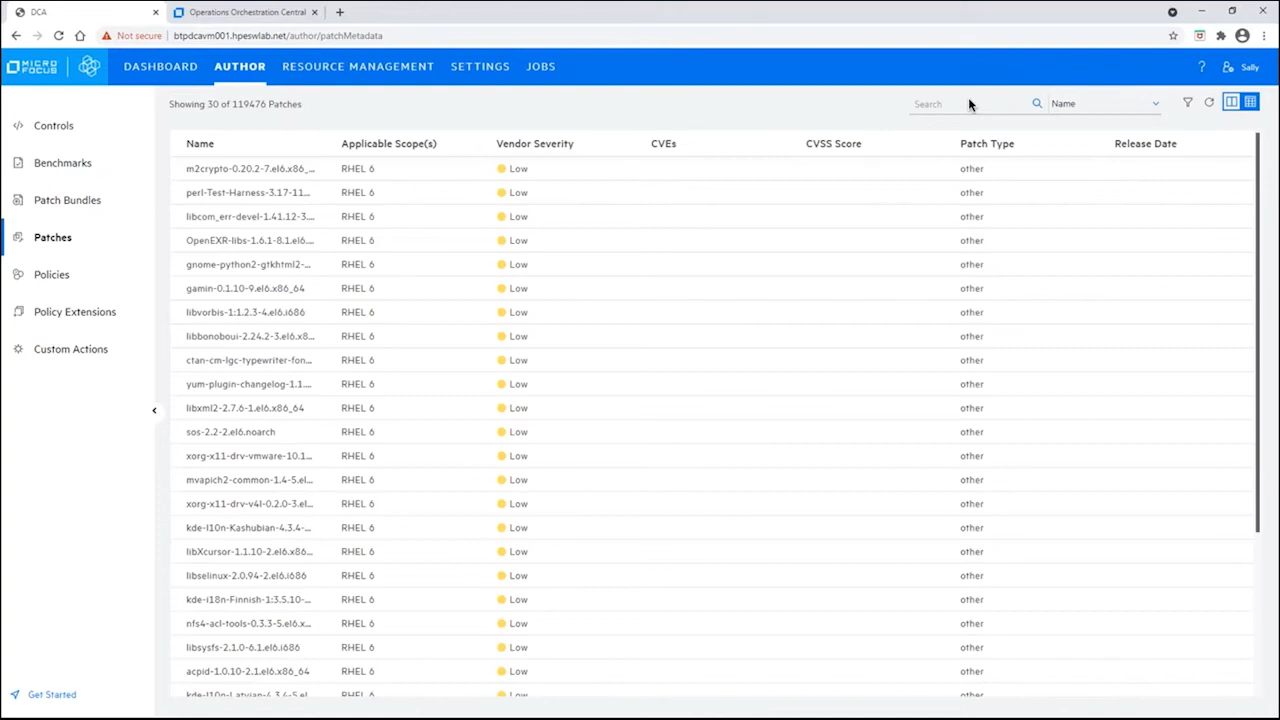 DCA
Operations Orchestration Central
Not secure
btpdcavm001.hpeswlab.net/author/patchMetadata
MICRO FOCUS
DASHBOARD
AUTHOR
RESOURCE MANAGEMENT
SETTINGS
JOBS
?
Sally
Controls
Benchmarks
Patch Bundles
Patches
Policies
Policy Extensions
Custom Actions
Get Started
Showing 30 of 119476 Patches
Search
Name
Name Applicable Scope(s) Vendor Severity CVEs CVSS Score Patch Type Release Date
m2crypto-0.20.2-7.el6.x86_... RHEL 6 Low other
perl-Test-Harness-3.17-11... RHEL 6 Low other
libcom_err-devel-1.41.12-3.... RHEL 6 Low other
OpenEXR-libs-1.6.1-8.1.el6.... RHEL 6 Low other
gnome-python2-gtkhtml2-... RHEL 6 Low other
gamin-0.1.10-9.el6.x86_64 RHEL 6 Low other
libvorbis-1:1.2.3-4.el6.i686 RHEL 6 Low other
libbonoboui-2.24.2-3.el6.x8... RHEL 6 Low other
ctan-cm-lgc-typewriter-fon... RHEL 6 Low other
yum-plugin-changelog-1.1.... RHEL 6 Low other
libxml2-2.7.6-1.el6.x86_64 RHEL 6 Low other
sos-2.2-2.el6.noarch RHEL 6 Low other
xorg-x11-drv-vmware-10.1... RHEL 6 Low other
mvapich2-common-1.4-5.el... RHEL 6 Low other
xorg-x11-drv-v4l-0.2.0-3.el... RHEL 6 Low other
kde-l10n-Kashubian-4.3.4-... RHEL 6 Low other
libXcursor-1.1.10-2.el6.x86... RHEL 6 Low other
libselinux-2.0.94-2.el6.i686 RHEL 6 Low other
kde-i18n-Finnish-1:3.5.10-... RHEL 6 Low other
nfs4-acl-tools-0.3.3-5.el6.x... RHEL 6 Low other
libsysfs-2.1.0-6.1.el6.i686 RHEL 6 Low other
acpid-1.0.10-2.1.el6.x86_64 RHEL 6 Low other
kde-l10n-Latvian-4.3.4-5.el... RHEL 6 Low other